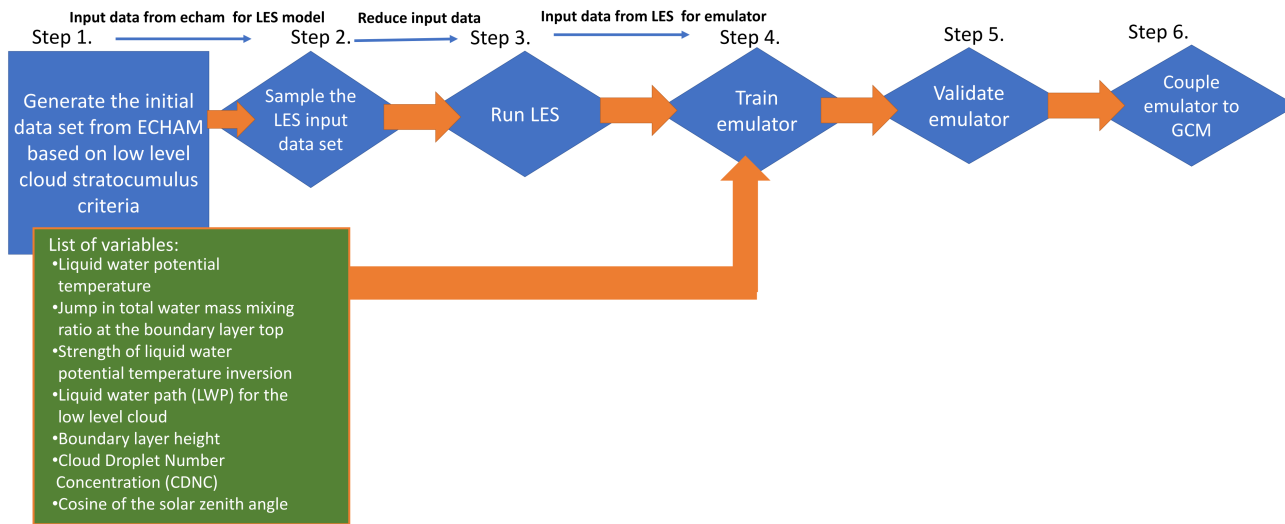 Input data from echam for LES model
Reduce input data
Input data from LES for emulator
Step 1.
Step 2.
Step 3.
Step 4.
Step 5.
Step 6.
Generate the initial
data set from ECHAM
based on low level
cloud stratocumulus
criteria
Sample the
LES input
data set
Run LES
Train
emulator
Validate
emulator
Couple
emulator to
GCM
List of variables:
•Liquid water potential
temperature
•Jump in total water mass mixing
ratio at the boundary layer top
•Strength of liquid water
potential temperature inversion
•Liquid water path (LWP) for the
low level cloud
•Boundary layer height
•Cloud Droplet Number
Concentration (CDNC)
•Cosine of the solar zenith angle